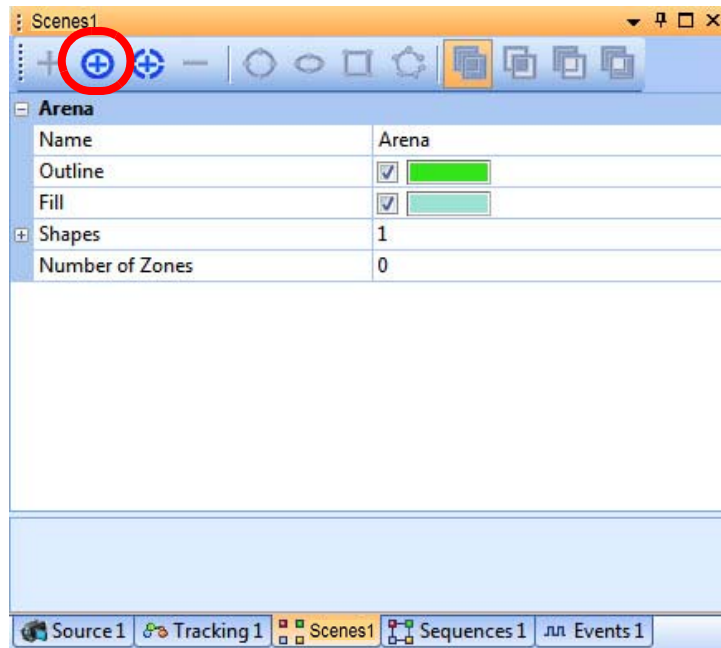 Scenes1
Arena
Name Arena
Outline
Fill
Shapes 1
Number of Zones 0
Source 1 Tracking 1 Scenes1 Sequences 1 Events 1